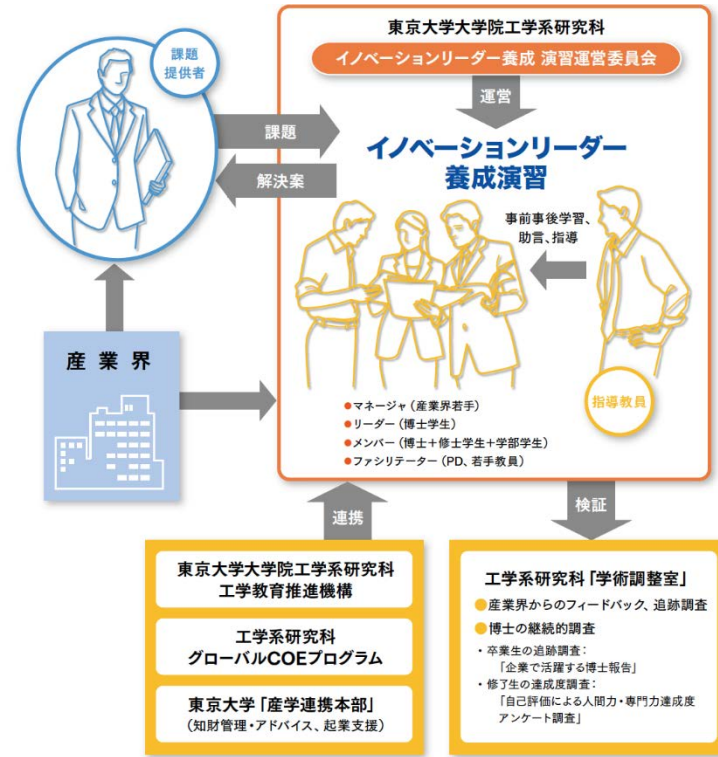 東京大学大学院工学系研究科
イノベーションリーダー養成 演習運営委員会
運営
課題
提供者
課題
解決案
イノベーションリーダー
養成演習
事前事後学習、
助言、指導
指導教員
産業界
●マネージャ（産業界若手）
●リーダー（博士学生）
●メンバー（博士＋修士学生＋学部学生）
●ファシリテーター（PD、若手教員）
連携
検証
東京大学大学院工学系研究科
工学教育推進機構
工学系研究科
グローバルCOEプログラム
東京大学「産学連携本部」
（知財管理・アドバイス、起業支援）
工学系研究科「学術調整室」
●産業界からのフィードバック、追跡調査
●博士の継続的調査
・卒業生の追跡調査：
「企業で活躍する博士報告」
・修了生の達成度調査：
「自己評価による人間力・専門力達成度
アンケート調査」